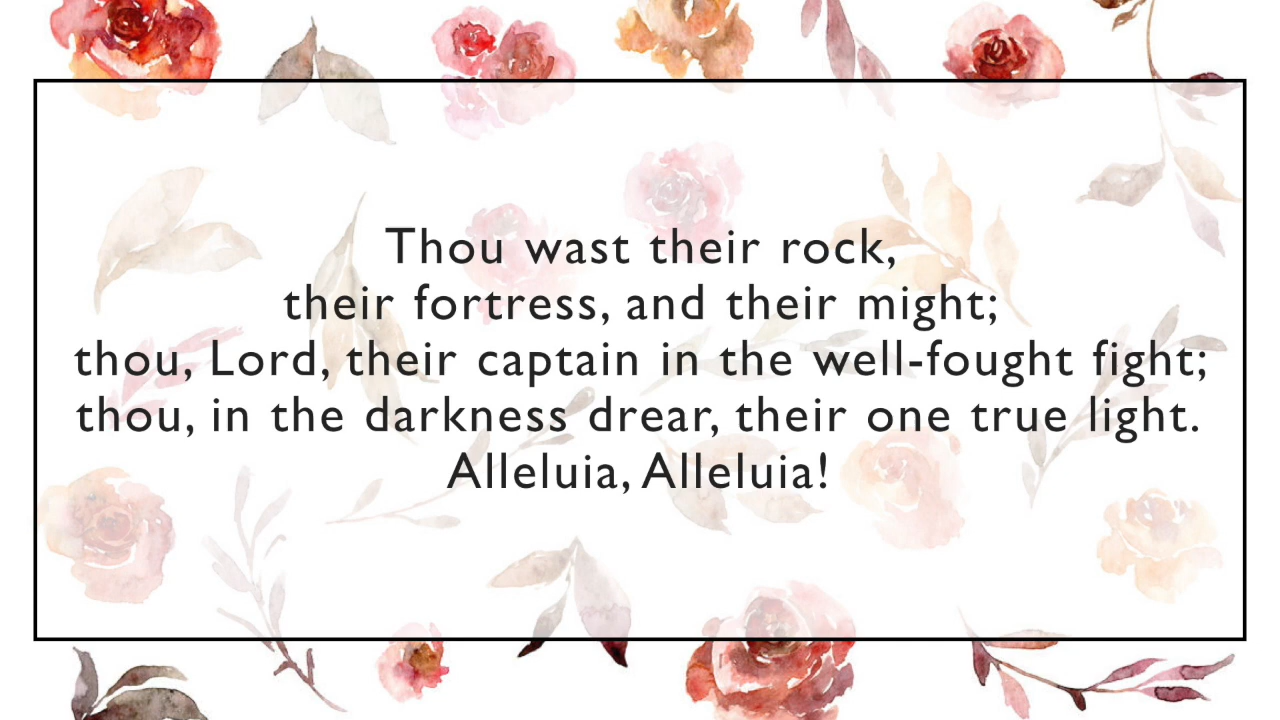 Thou wast their rock,
their fortress, and their might;
thou, Lord, their captain in the well-fought fight;
thou, in the darkness drear, their one true light.
Alleluia, Alleluia!